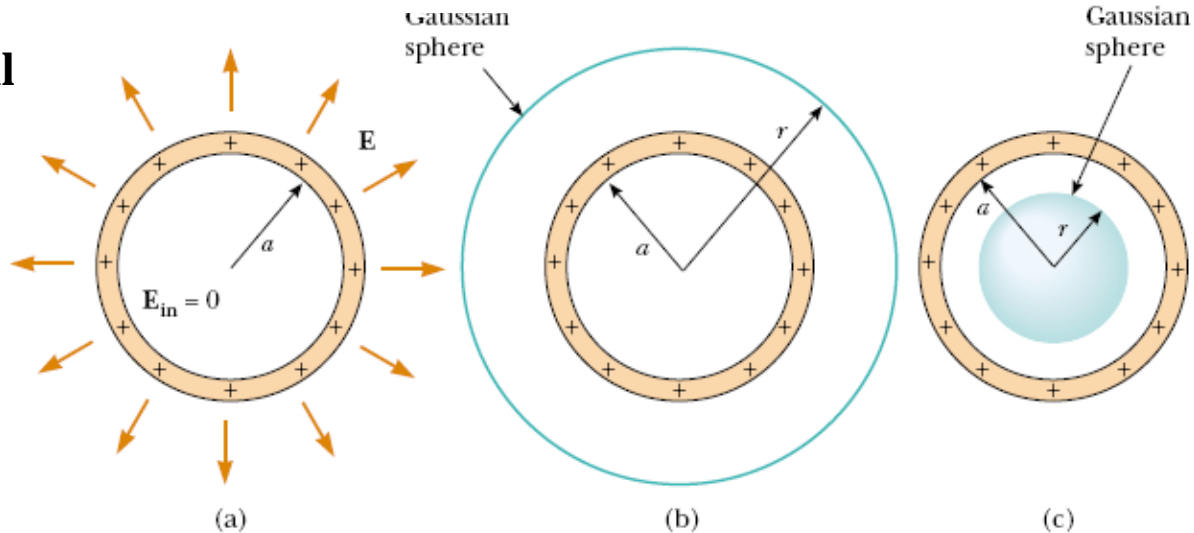 Gaussian
sphere
Gaussian
sphere
E
a
E_in = 0
r
a
a
r
(a)
(b)
(c)